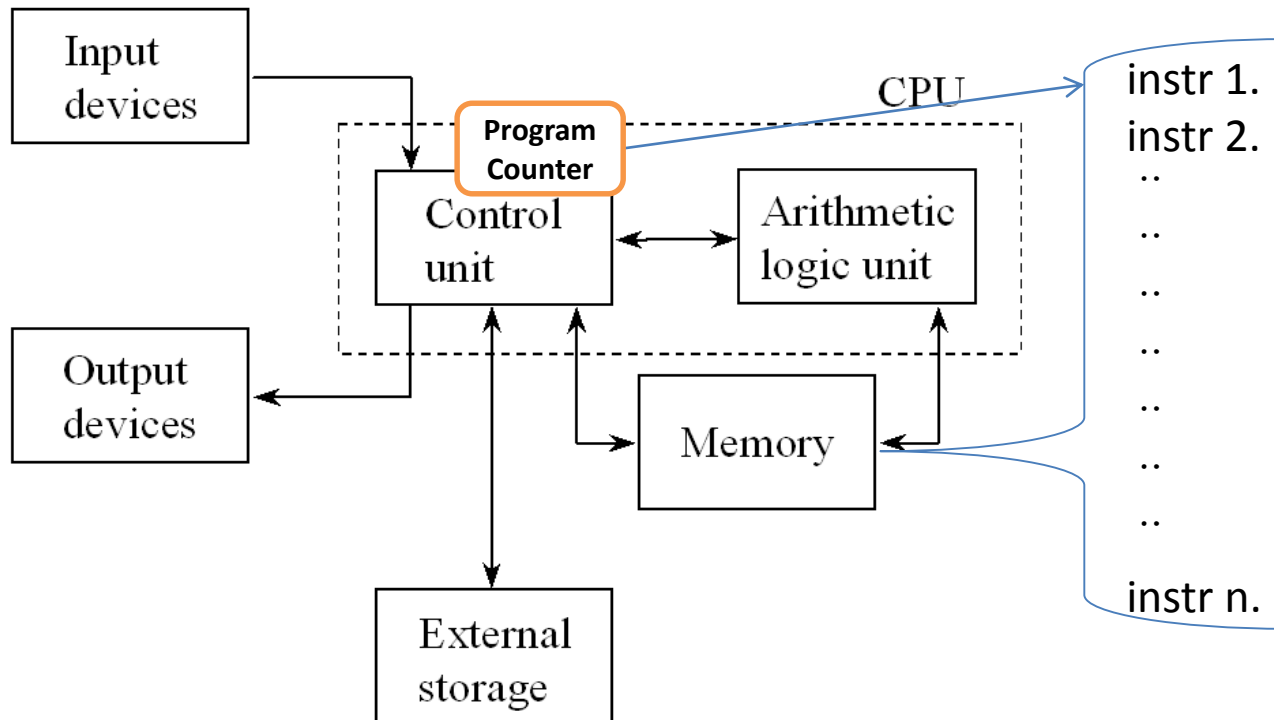 Input
devices
CPU
Program
Counter
Control
unit
Arithmetic
logic unit
Output
devices
Memory
External
storage
instr 1.
instr 2.
..
..
..
..
..
..
..
instr n.